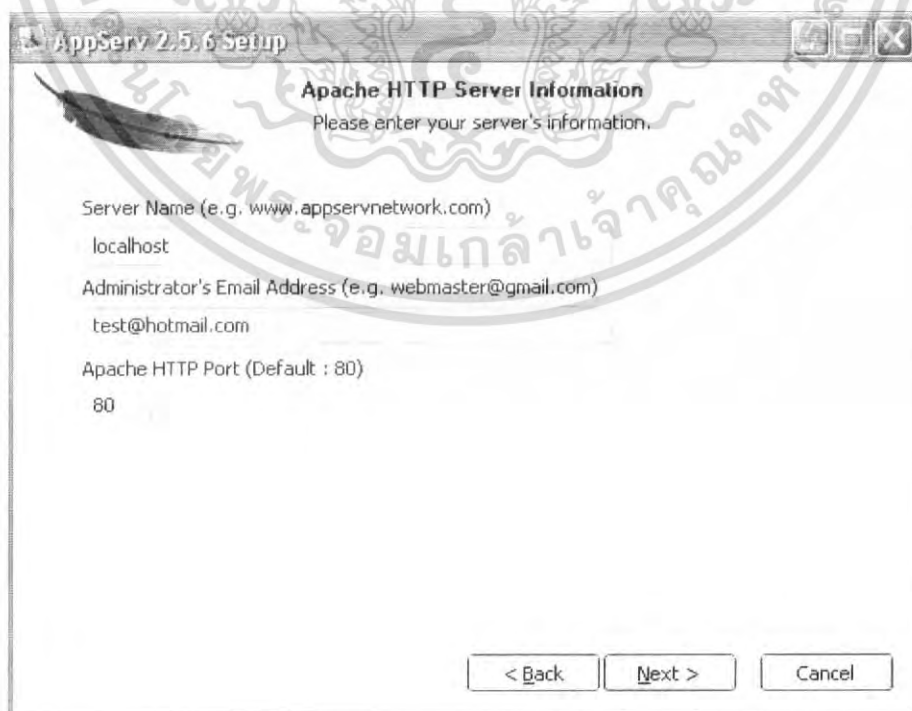 AppServ 2.5.6 Setup
Apache HTTP Server Information
Please enter your server's information.
Server Name (e.g. www.appservnetwork.com)
localhost
Administrator's Email Address (e.g. webmaster@gmail.com)
test@hotmail.com
Apache HTTP Port (Default : 80)
80
< Back
Next >
Cancel